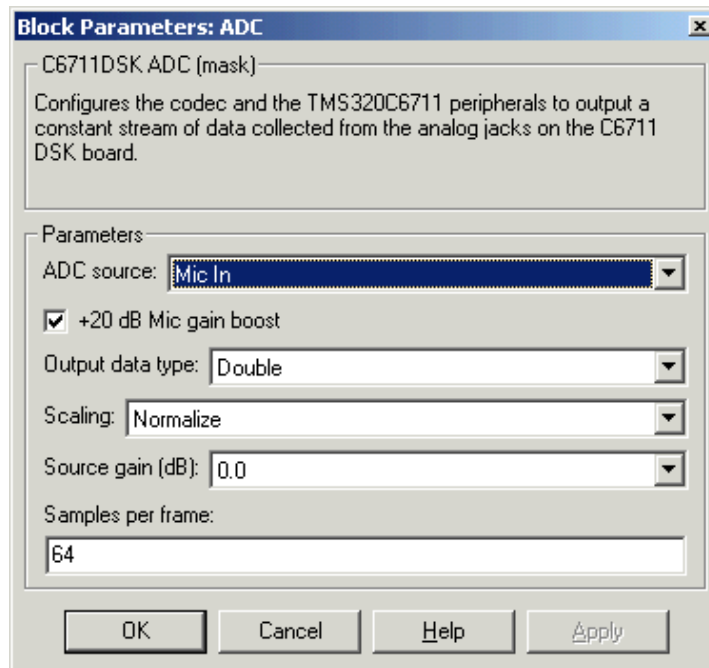 Block Parameters: ADC
C6711DSK ADC (mask)
Configures the codec and the TMS320C6711 peripherals to output a
constant stream of data collected from the analog jacks on the C6711
DSK board.
Parameters
ADC source: Mic In
+20 dB Mic gain boost
Output data type: Double
Scaling: Normalize
Source gain (dB): 0.0
Samples per frame:
64
OK Cancel Help Apply